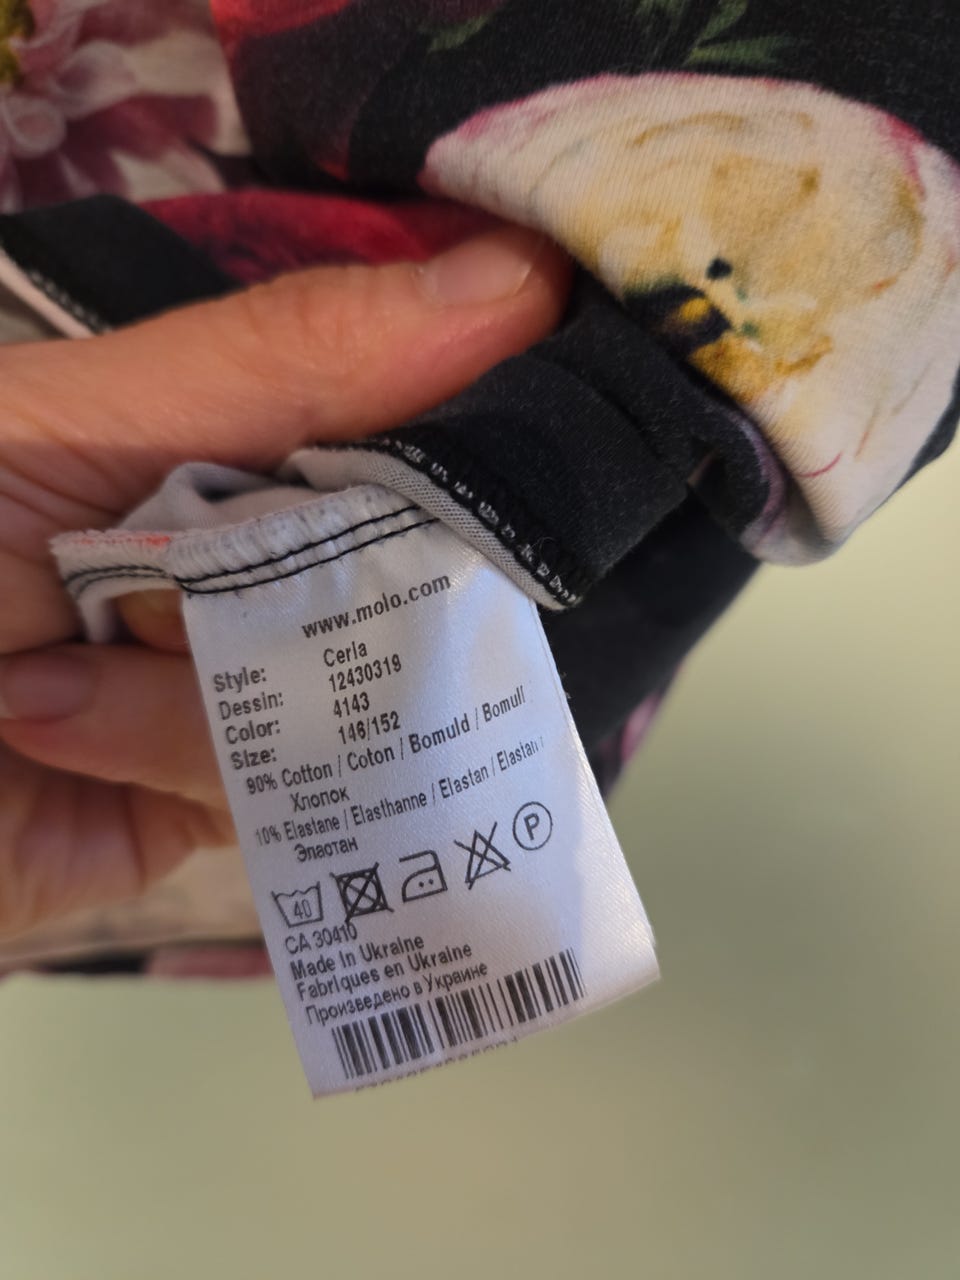 www.molo.com
Style: Cerla
Dessin: 12430319
Color: 4143
Size: 146/152
90% Cotton / Coton / Bomuld / Bomull
Хлопок
10% Elastane / Elasthanne / Elastan / Elastan
Эластан
40 P
CA 30410
Made in Ukraine
Fabriques en Ukraine
Произведено в Украине